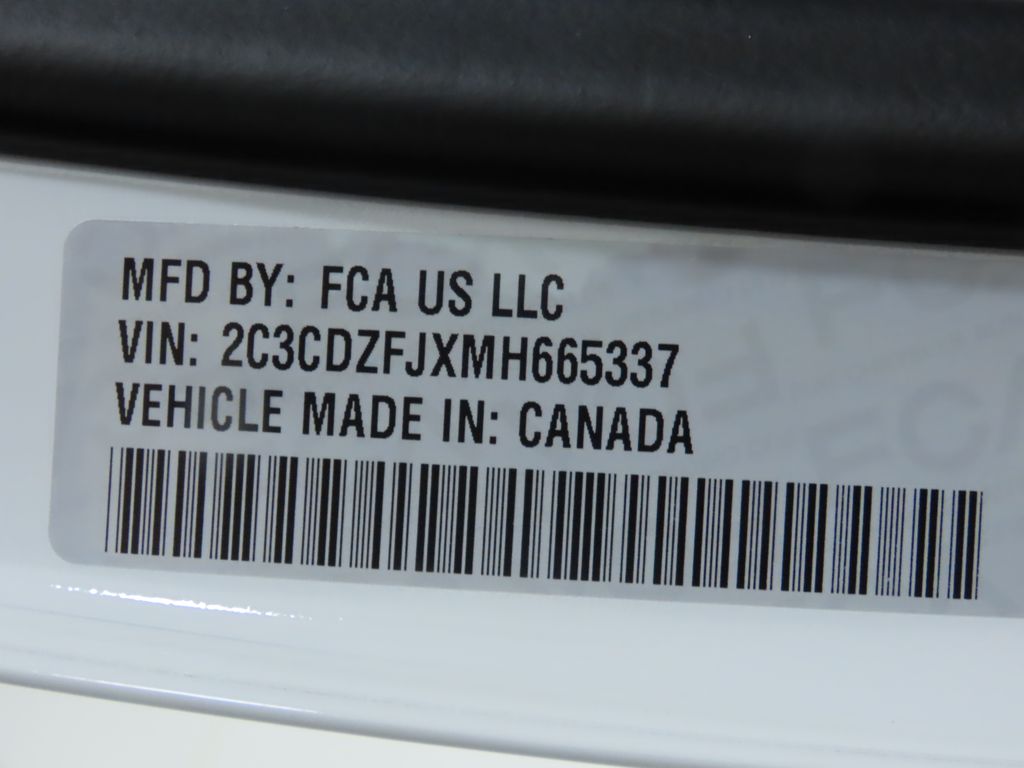 MFD BY: FCA US LLC
VIN: 2C3CDZFJXMH665337
VEHICLE MADE IN: CANADA